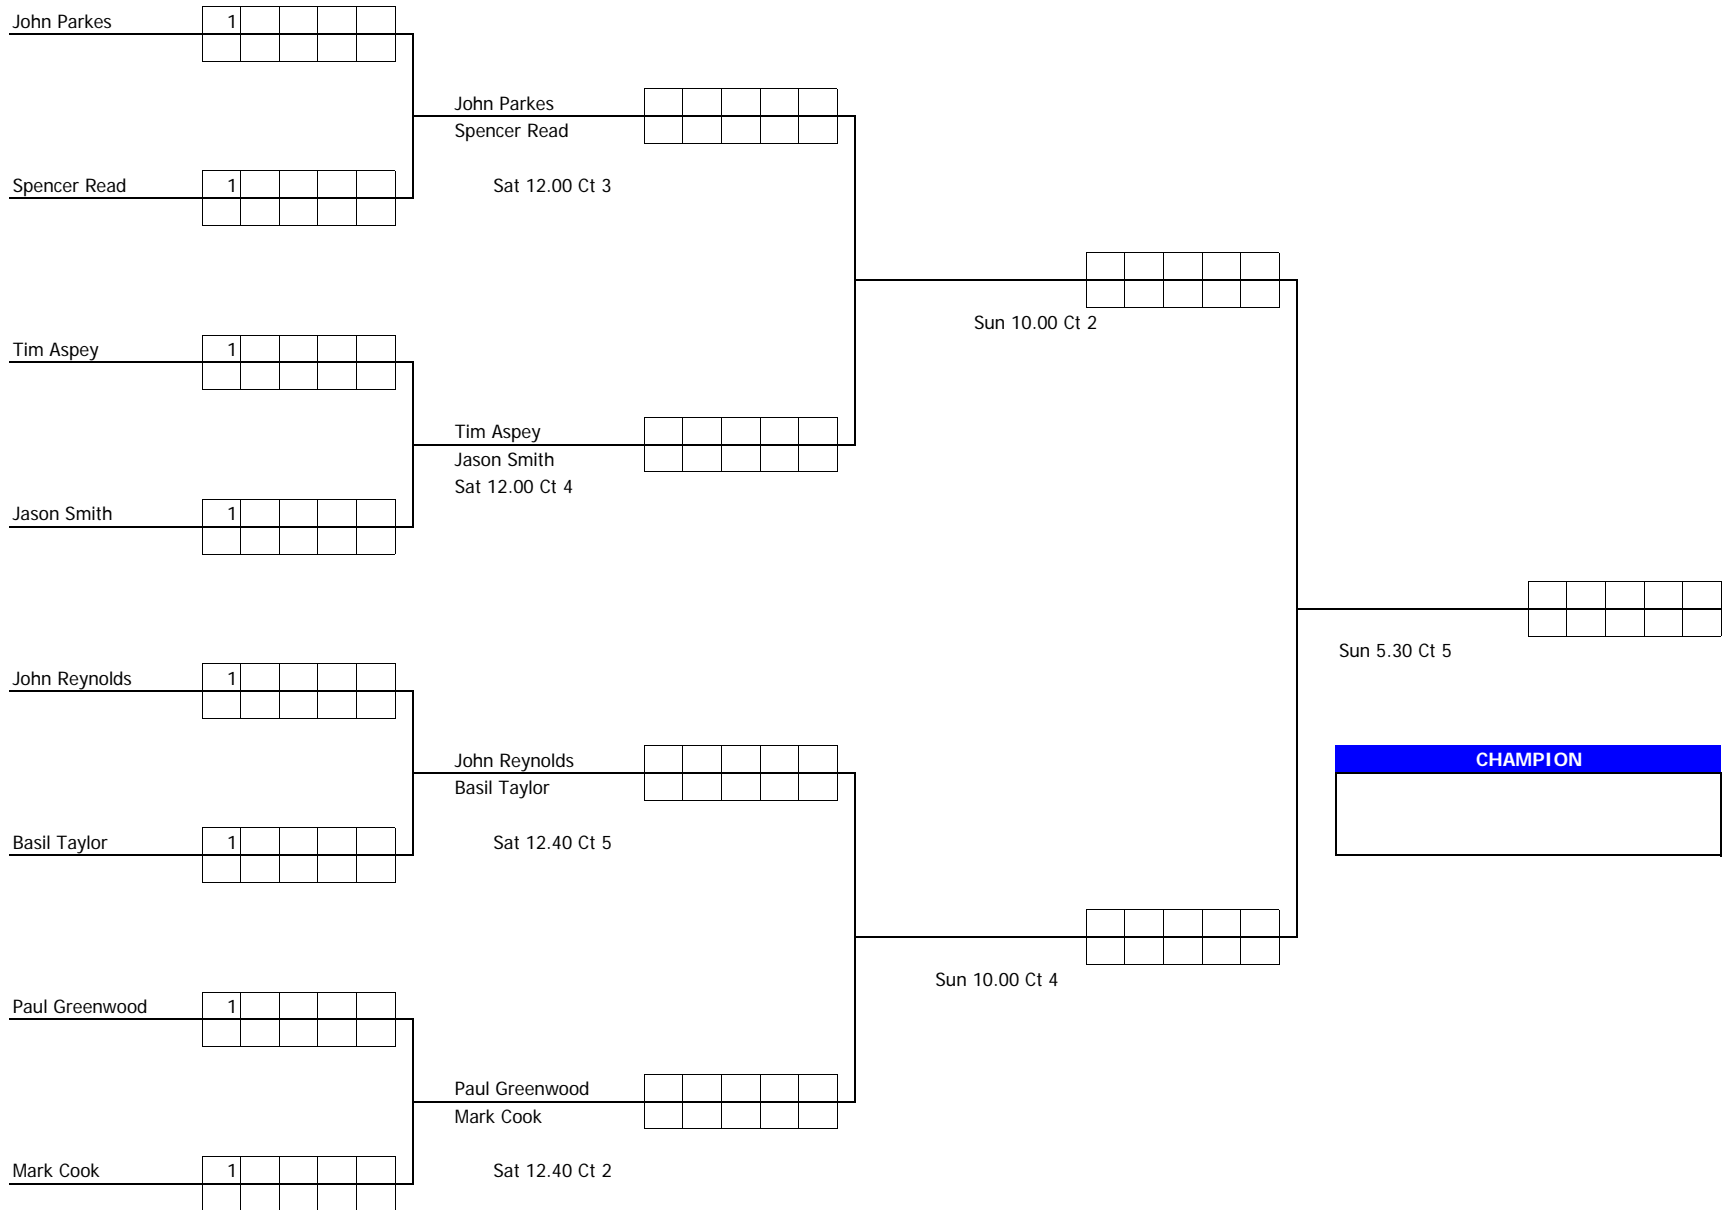 John Parkes 1
John Parkes
Spencer Read
Spencer Read 1
Sat 12.00 Ct 3
Sun 10.00 Ct 2
Tim Aspey 1
Tim Aspey
Jason Smith
Sat 12.00 Ct 4
Jason Smith 1
Sun 5.30 Ct 5
John Reynolds 1
John Reynolds
CHAMPION
Basil Taylor
Basil Taylor 1
Sat 12.40 Ct 5
Sun 10.00 Ct 4
Paul Greenwood 1
Paul Greenwood
Mark Cook
Mark Cook 1
Sat 12.40 Ct 2